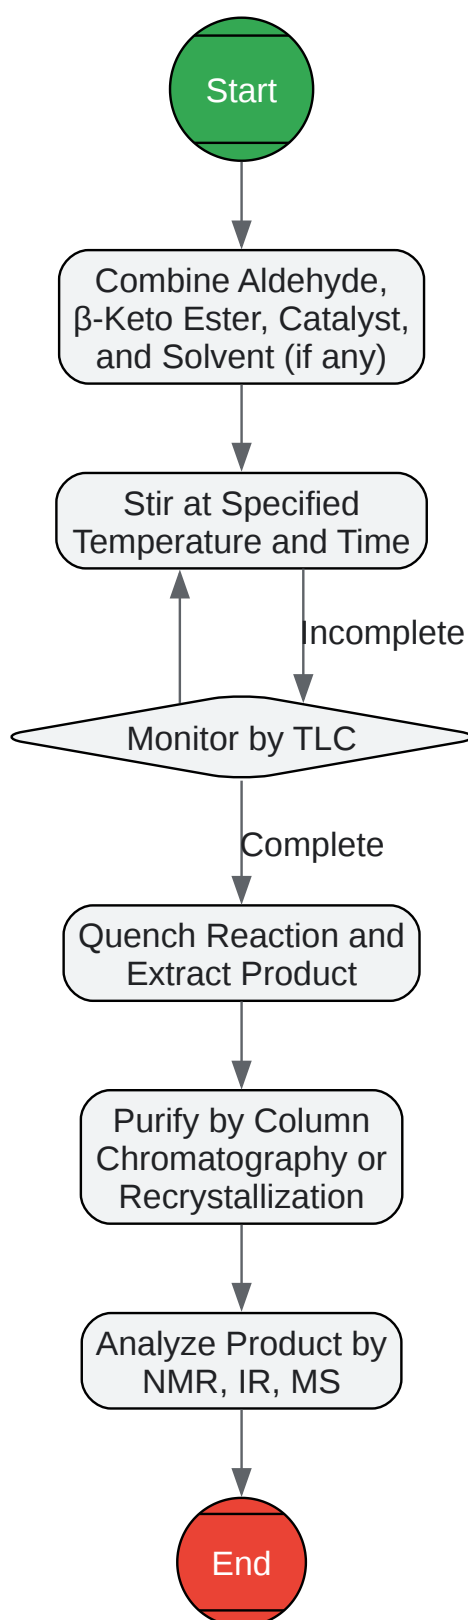 Start
Combine Aldehyde,
β-Keto Ester, Catalyst,
and Solvent (if any)
Stir at Specified
Temperature and Time
Incomplete
Monitor by TLC
Complete
Quench Reaction and
Extract Product
Purify by Column
Chromatography or
Recrystallization
Analyze Product by
NMR, IR, MS
End